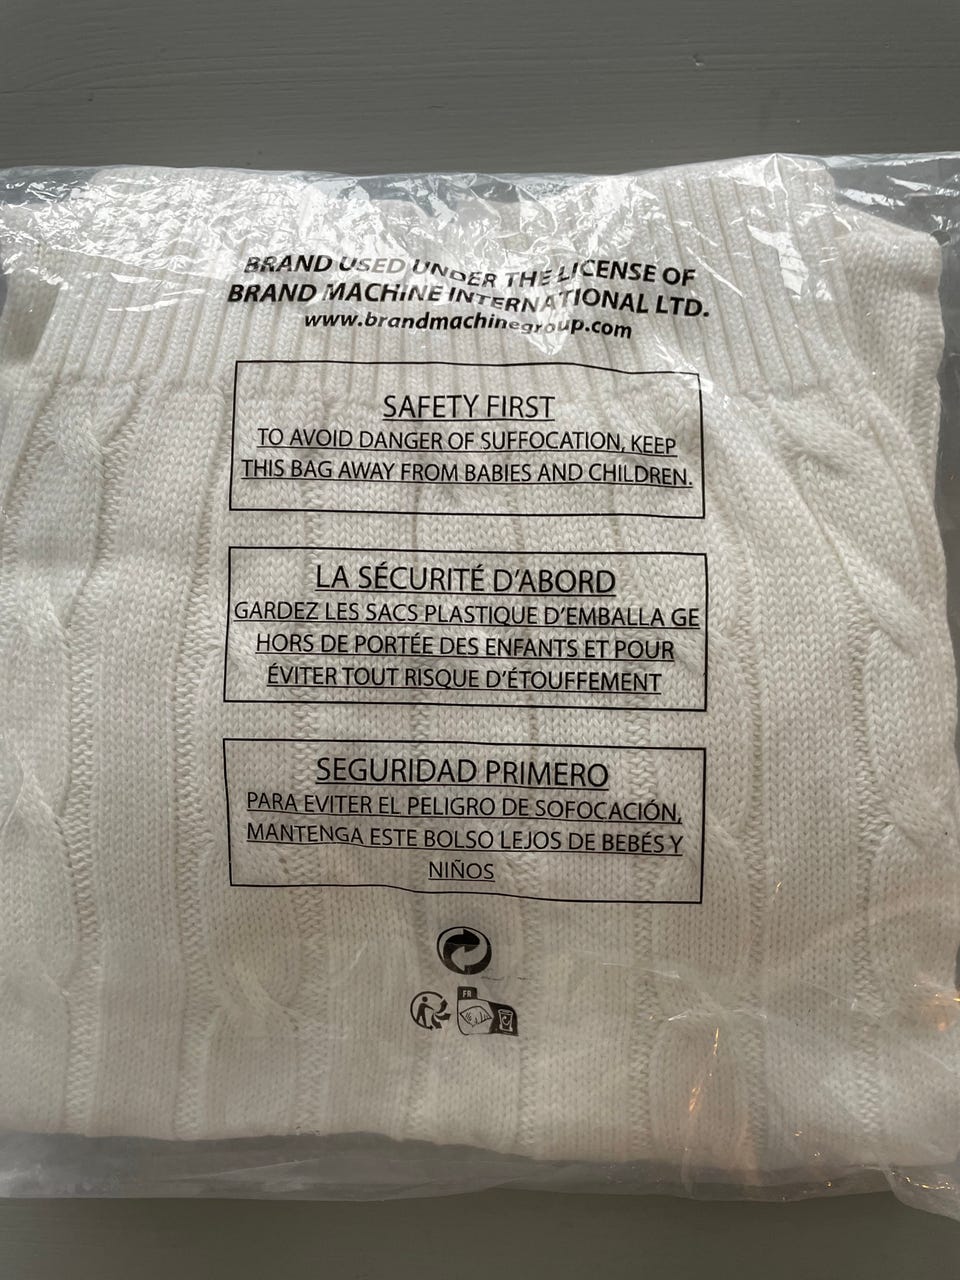 BRAND USED UNDER THE LICENSE OF
BRAND MACHINE INTERNATIONAL LTD.
www.brandmachinegroup.com
SAFETY FIRST
TO AVOID DANGER OF SUFFOCATION, KEEP
THIS BAG AWAY FROM BABIES AND CHILDREN.
LA SÉCURITÉ D'ABORD
GARDEZ LES SACS PLASTIQUE D'EMBALLA GE
HORS DE PORTÉE DES ENFANTS ET POUR
ÉVITER TOUT RISQUE D'ÉTOUFFEMENT
SEGURIDAD PRIMERO
PARA EVITER EL PELIGRO DE SOFOCACIÓN,
MANTENGA ESTE BOLSO LEJOS DE BEBÉS Y
NIÑOS
FR